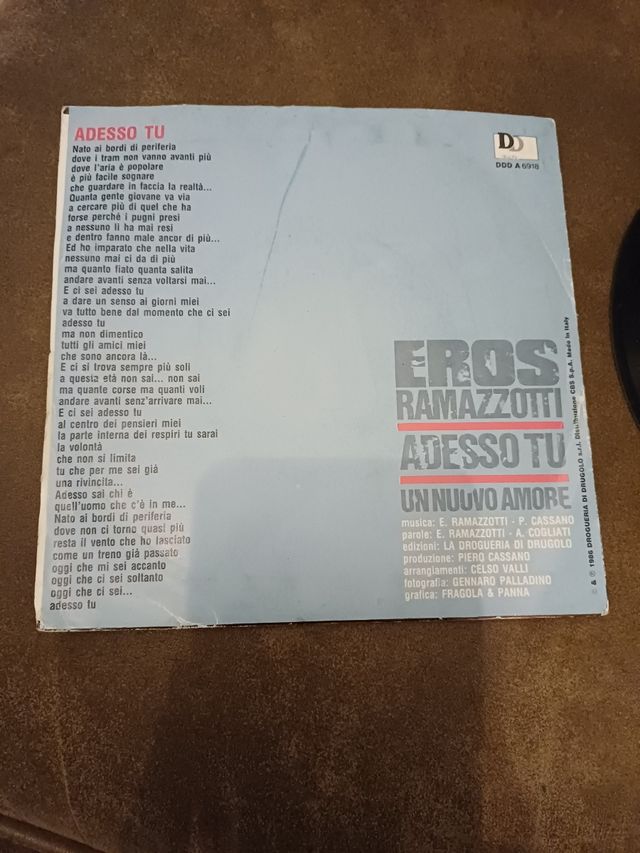 ADESSO TU
Nato ai bordi di periferia
dove i tram non vanno avanti più
dove l'aria è popolare
è più facile sognare
che guardare in faccia la realtà...
Quanta gente giovane va via
a cercare più di quel che ha
forse perché i pugni presi
a nessuno li ha mai resi
e dentro fanno male ancor di più...
Ed ho imparato che nella vita
nessuno mai ci da di più
ma quanto fiato quanta salita
andare avanti senza voltarsi mai...
E ci sei adesso tu
a dare un senso ai giorni miei
va tutto bene dal momento che ci sei
adesso tu
ma non dimentico
tutti gli amici miei
che sono ancora là...
E ci si trova sempre più soli
a questa età non sai... non sai
ma quante corse ma quanti voli
andare avanti senz'arrivare mai...
E ci sei adesso tu
al centro dei pensieri miei
la parte interna dei respiri tu sarai
la volontà
che non si limita
tu che per me sei già
una rivincita...
Adesso sai chi è
quell'uomo che c'è in me...
Nato ai bordi di periferia
dove non ci torno quasi più
resta il vento che ho lasciato
come un treno già passato
oggi che mi sei accanto
oggi che ci sei soltanto
oggi che ci sei...
adesso tu
DDD A 6918
EROS
RAMAZZOTTI
ADESSO TU
UN NUOVO AMORE
musica: E. RAMAZZOTTI - P. CASSANO
parole: E. RAMAZZOTTI - A. COGLIATI
edizioni: LA DROGUERIA DI DRUGOLO
produzione: PIERO CASSANO
arrangiamenti: CELSO VALLI
fotografia: GENNARO PALLADINO
grafica: FRAGOLA & PANNA
© & ℗ 1986 DROGUERIA DI DRUGOLO s.r.l. Distribuzione CBS S.p.A. Made in Italy